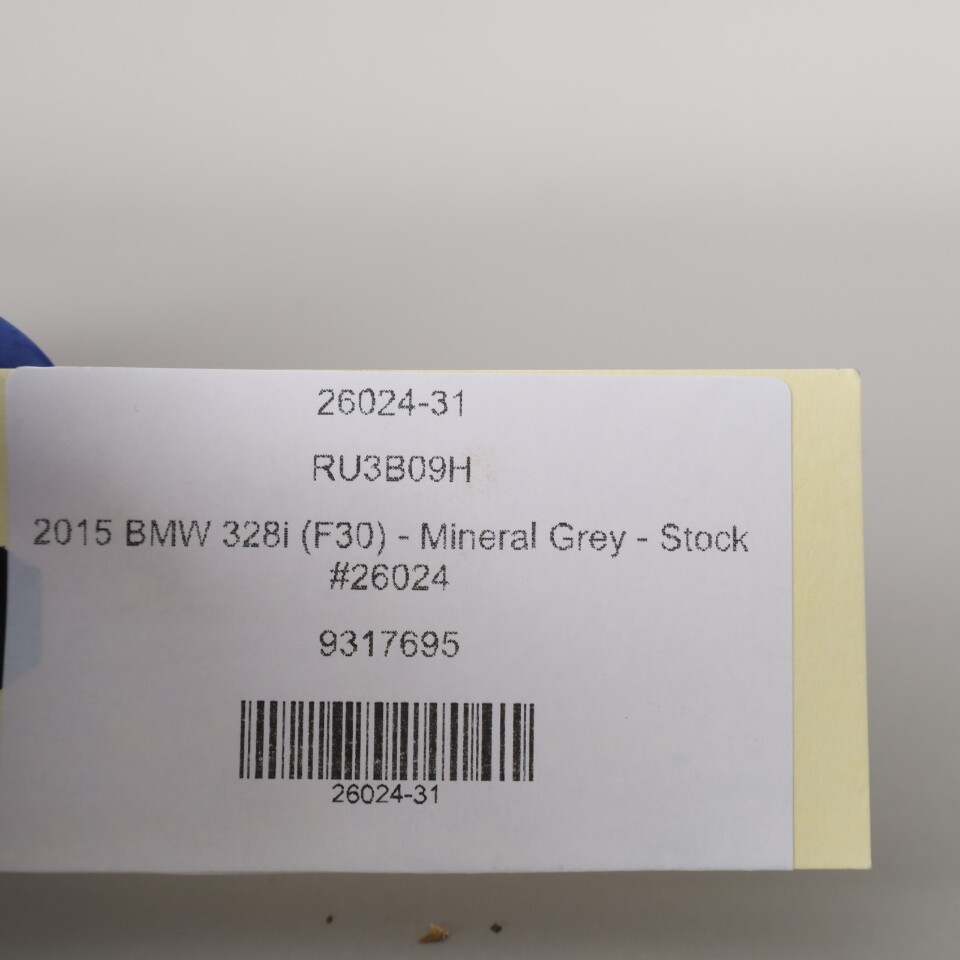 26024-31
RU3B09H
2015 BMW 328i (F30) - Mineral Grey - Stock
#26024
9317695
26024-31